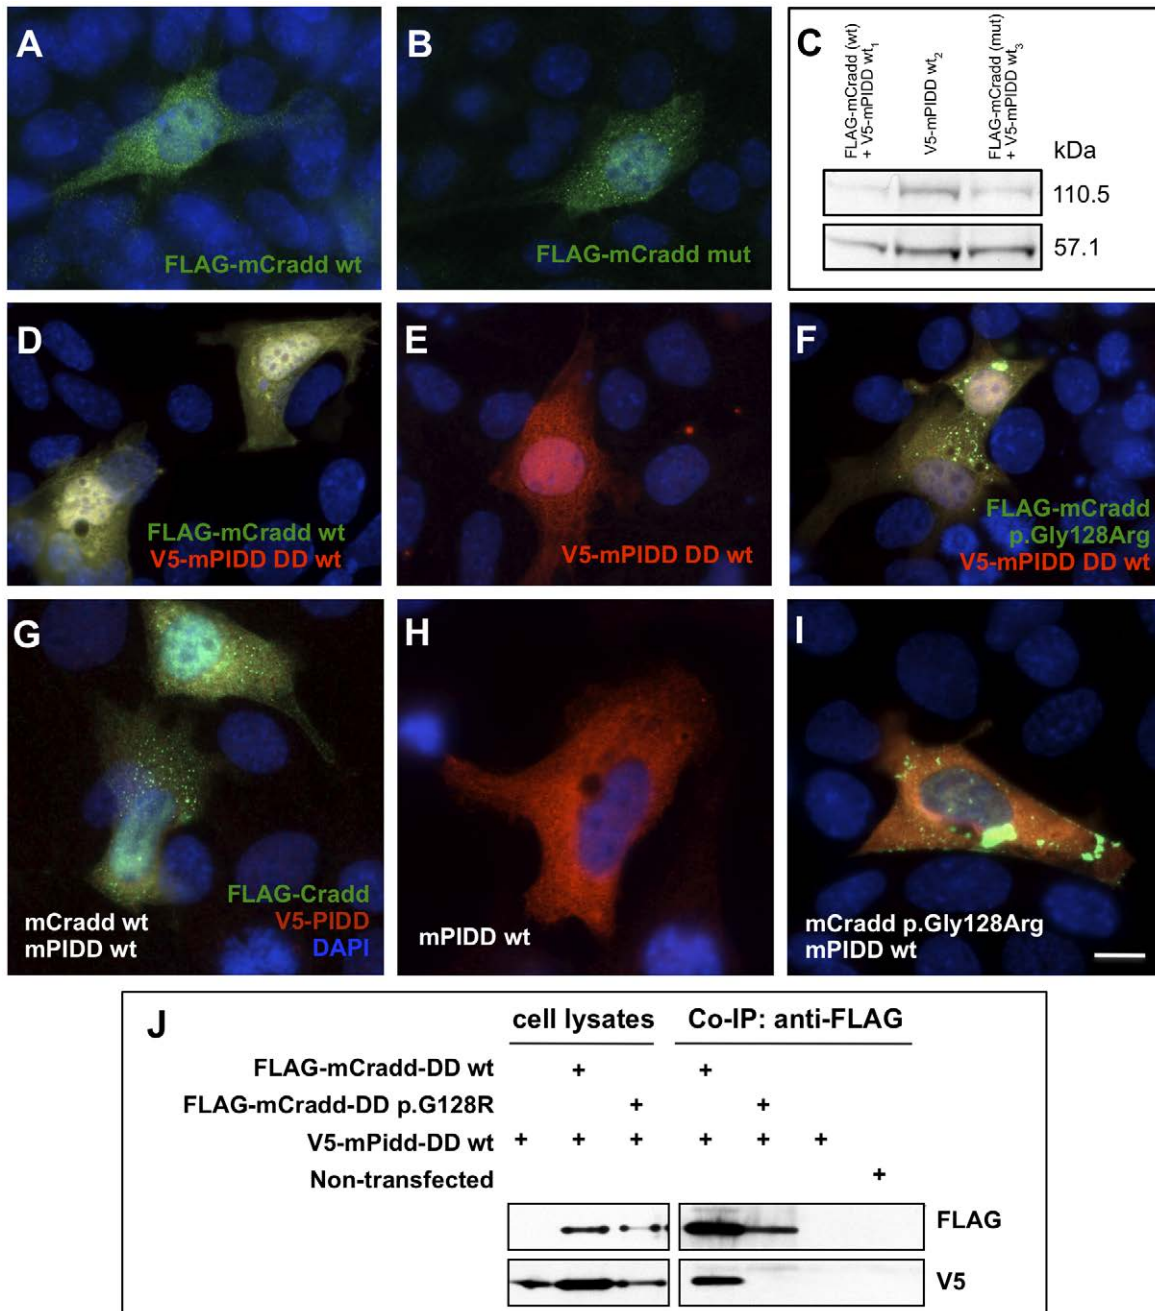 A
FLAG-mCradd wt
B
FLAG-mCradd mut
C
FLAG-mCradd (wt)
+ V5-mPIDD wt1
V5-mPIDD wt2
FLAG-mCradd (mut)
+ V5-mPIDD wt3
kDa
110.5
57.1
D
FLAG-mCradd wt
V5-mPIDD DD wt
E
V5-mPIDD DD wt
F
FLAG-mCradd
p.Gly128Arg
V5-mPIDD DD wt
G
FLAG-Cradd
V5-PIDD
DAPI
mCradd wt
mPIDD wt
H
mPIDD wt
I
mCradd p.Gly128Arg
mPIDD wt
J
cell lysates
Co-IP: anti-FLAG
FLAG-mCradd-DD wt + +
FLAG-mCradd-DD p.G128R + +
V5-mPidd-DD wt + + + + + +
Non-transfected +
FLAG
V5